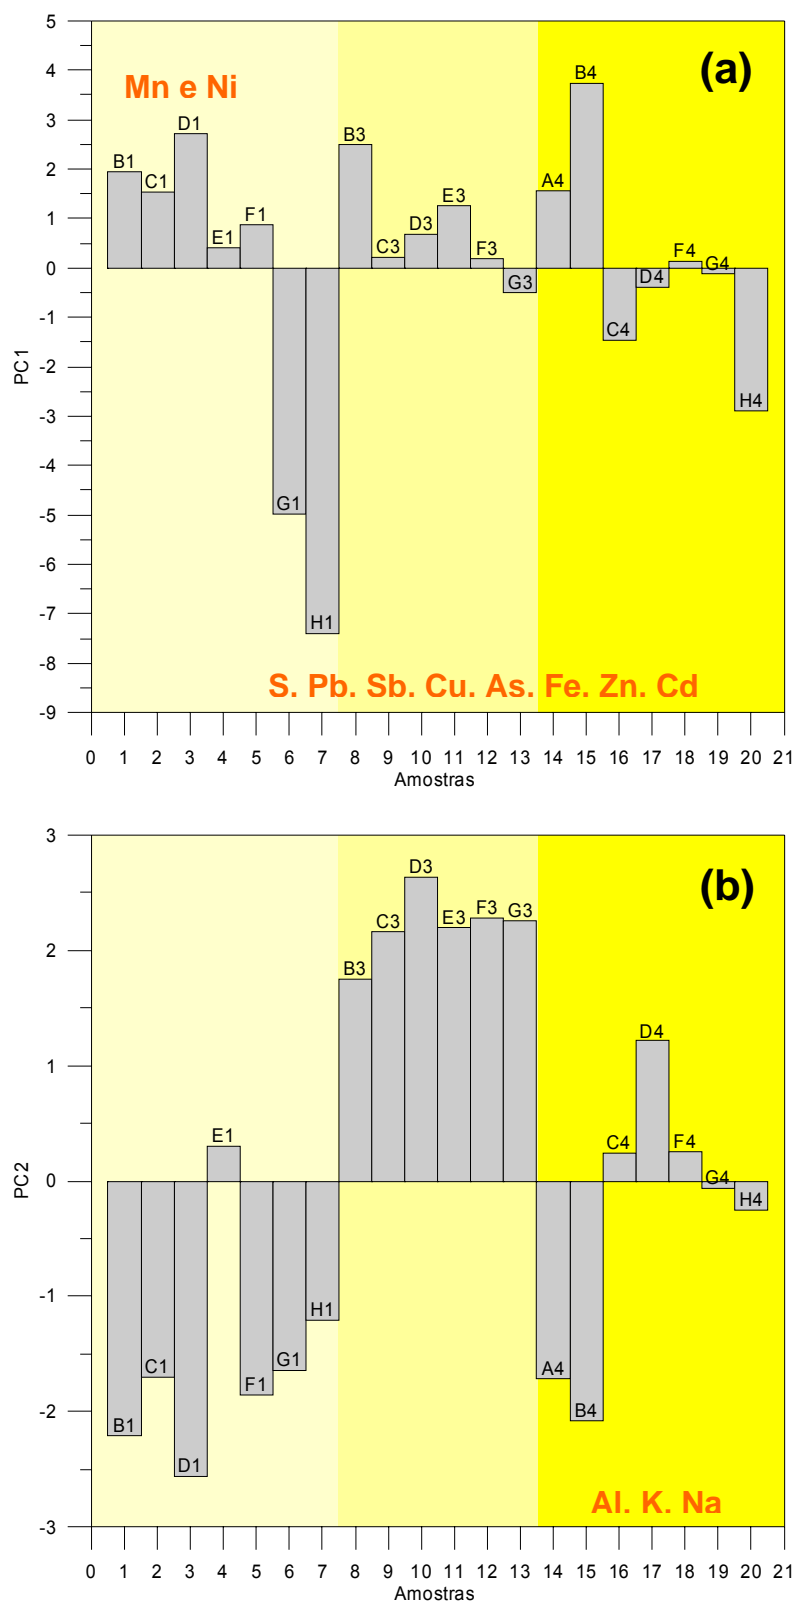 5
4
3
2
1
0
-1
-2
-3
-4
-5
-6
-7
-8
-9
PC1
(a)
Mn e Ni
B1
C1
D1
E1
F1
G1
H1
B3
C3
D3
E3
F3
G3
A4
B4
C4
D4
F4
G4
H4
S. Pb. Sb. Cu. As. Fe. Zn. Cd
0 1 2 3 4 5 6 7 8 9 10 11 12 13 14 15 16 17 18 19 20 21
Amostras
3
2
1
0
-1
-2
-3
PC2
(b)
B1
C1
D1
E1
F1
G1
H1
B3
C3
D3
E3
F3
G3
A4
B4
C4
D4
F4
G4
H4
Al. K. Na
0 1 2 3 4 5 6 7 8 9 10 11 12 13 14 15 16 17 18 19 20 21
Amostras